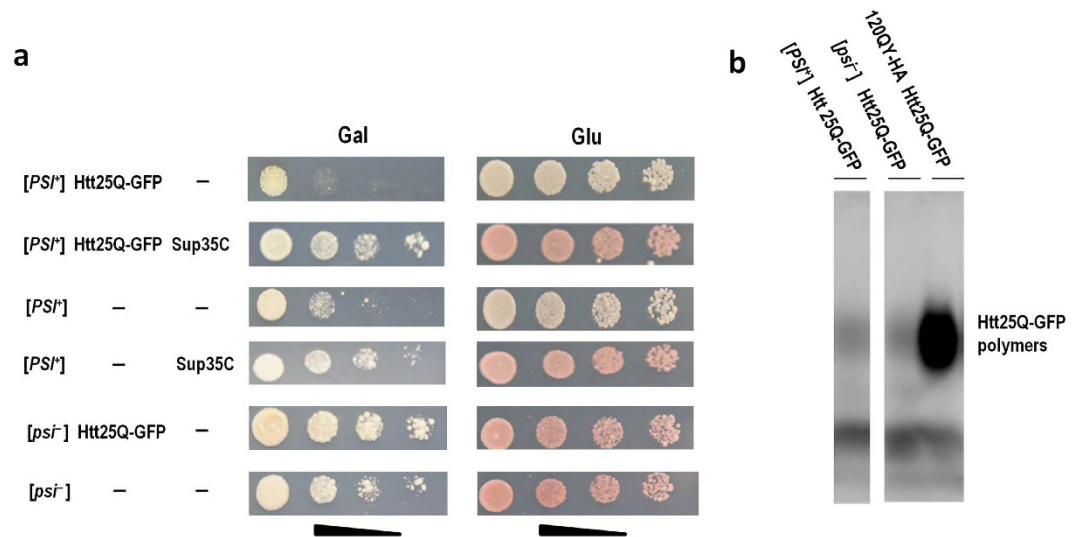 a
Gal Glu
[PSI⁺] Htt25Q-GFP –
[PSI⁺] Htt25Q-GFP Sup35C
[PSI⁺] – –
[PSI⁺] – Sup35C
[psi⁻] Htt25Q-GFP –
[psi⁻] – –
b
[PSI⁺] Htt 25Q-GFP
[psi⁻] Htt25Q-GFP
120QY-HA Htt25Q-GFP
Htt25Q-GFP
polymers